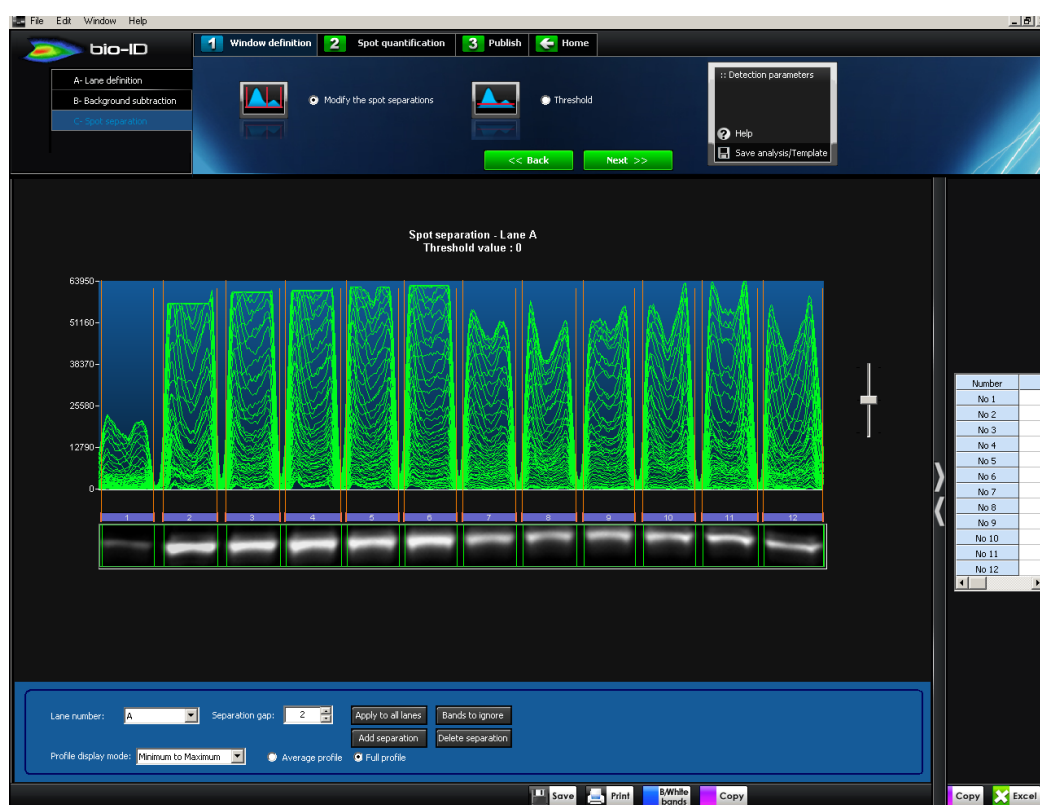 File Edit Window Help
bio-ID
1 Window definition 2 Spot quantification 3 Publish Home
A- Lane definition
B- Background subtraction
C- Spot separation
Modify the spot separations
Threshold
:: Detection parameters
? Help
Save analysis/Template
<< Back Next >>
Spot separation - Lane A
Threshold value : 0
63950
51160
38370
25580
12790
0
1 2 3 4 5 6 7 8 9 10 11 12
Number
No 1
No 2
No 3
No 4
No 5
No 6
No 7
No 8
No 9
No 10
No 11
No 12
Lane number: A Separation gap: 2 Apply to all lanes Bands to ignore
Add separation Delete separation
Profile display mode: Minimum to Maximum Average profile Full profile
Save Print B/White bands Copy Copy Excel